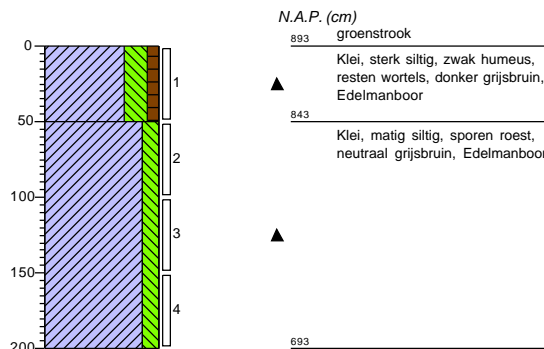 N.A.P. (cm)
893 groenstrook
0
Klei, sterk siltig, zwak humeus,
resten wortels, donker grijsbruin,
Edelmanboor
1
50
843
Klei, matig siltig, sporen roest,
neutraal grijsbruin, Edelmanboor
2
100
3
150
4
200
693